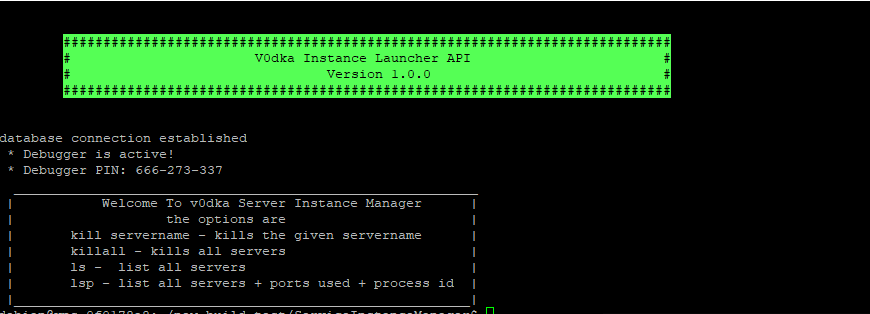 ############################################################################
# V0dka Instance Launcher API #
# Version 1.0.0 #
############################################################################
database connection established
* Debugger is active!
* Debugger PIN: 666-273-337
| Welcome To v0dka Server Instance Manager |
| the options are |
| kill servername - kills the given servername |
| killall - kills all servers |
| ls - list all servers |
| lsp - list all servers + ports used + process id |